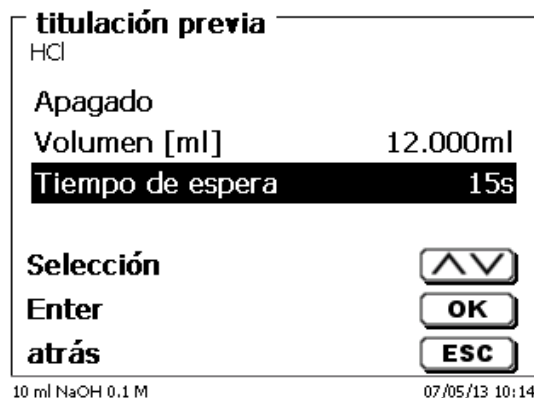 titulación previa
HCl
Apagado
Volumen [ml] 12.000ml
Tiempo de espera 15s
Selección
Enter OK
atrás ESC
10 ml NaOH 0.1 M 07/05/13 10:14